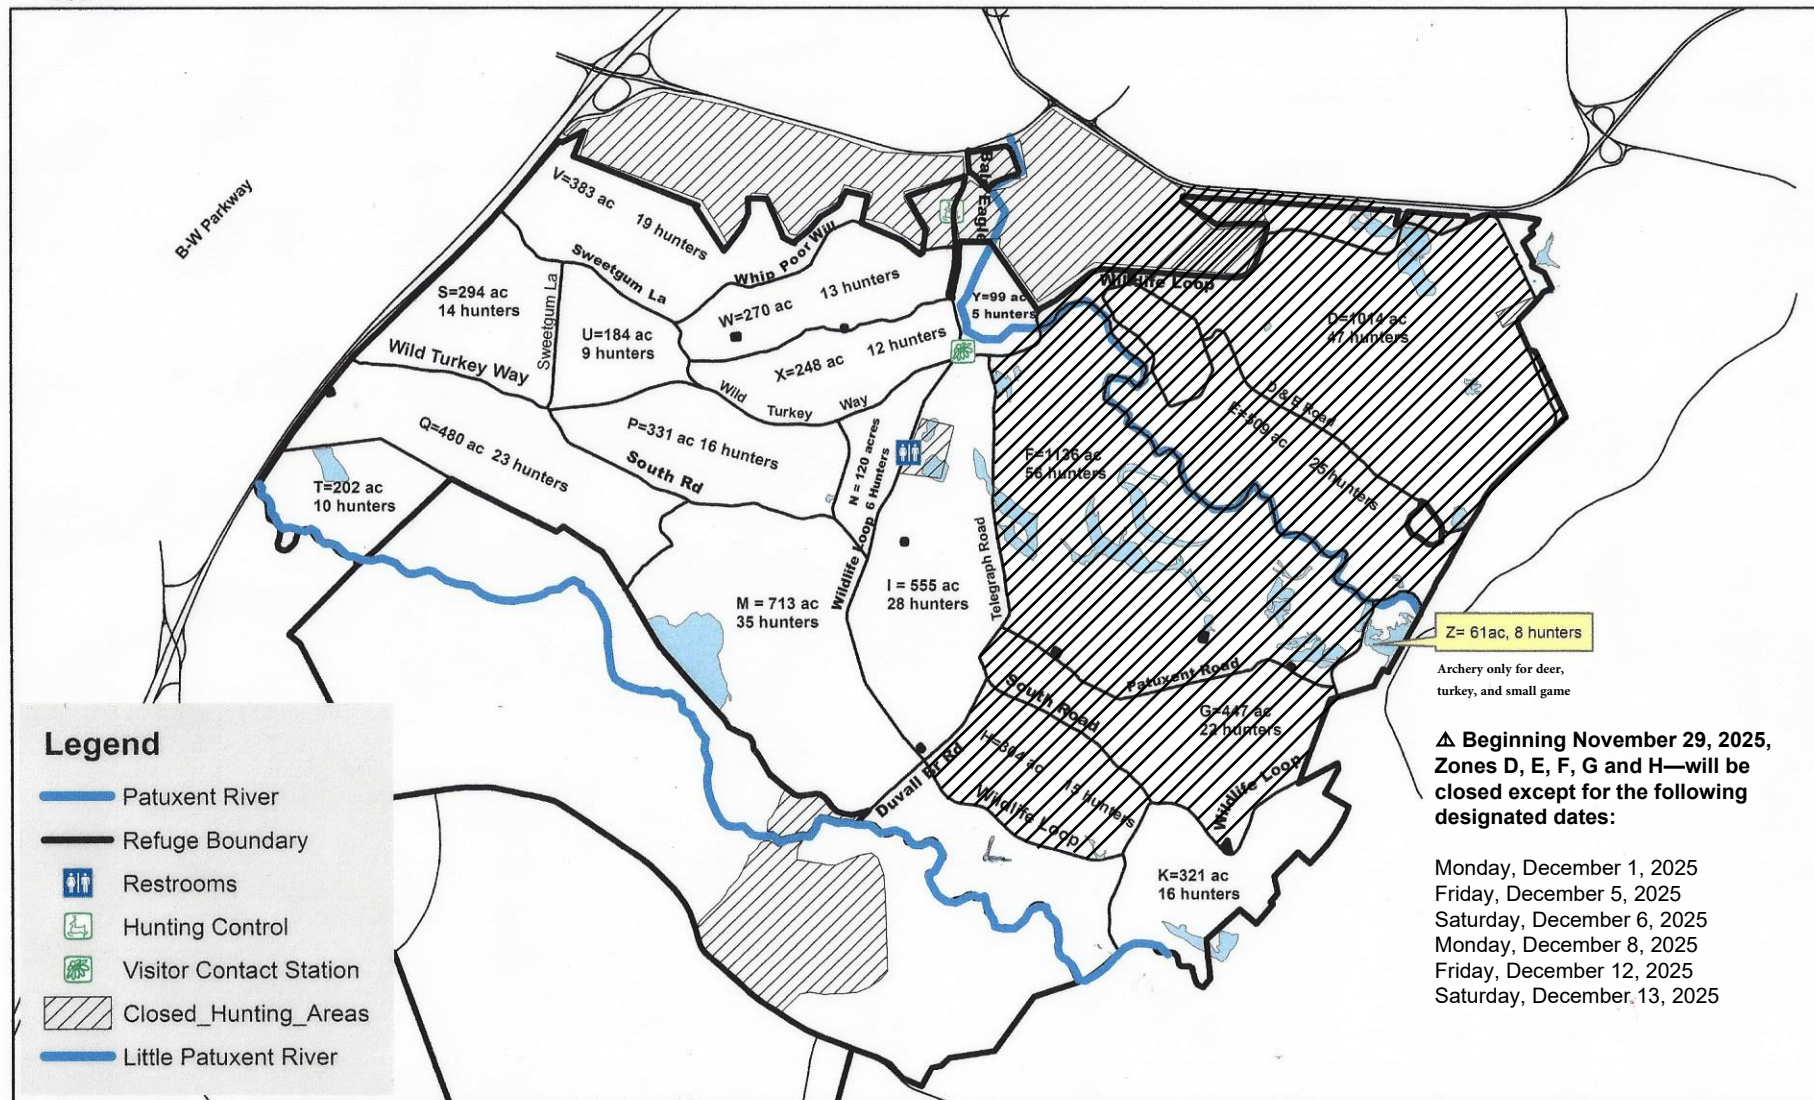 B-W Parkway
V=383 ac
19 hunters
Bald Eagle
Sweetgum La
Whip Poor Will
S=294 ac
14 hunters
Sweetgum La
U=184 ac
9 hunters
W=270 ac
13 hunters
Y=99 ac
5 hunters
Wildlife Loop
D=1014 ac
47 hunters
Wild Turkey Way
X=248 ac
12 hunters
Wild Turkey Way
D & E Road
E=509 ac
25 hunters
Q=480 ac 23 hunters
P=331 ac 16 hunters
South Rd
N = 120 acres
6 Hunters
F=1136 ac
56 hunters
T=202 ac
10 hunters
Wildlife Loop
Telegraph Road
I = 555 ac
28 hunters
M = 713 ac
35 hunters
Z= 61ac, 8 hunters
Archery only for deer,
turkey, and small game
Patuxent Road
South Road
G=447 ac
22 hunters
H=304 ac
15 hunters
Duvall Br Rd
Wildlife Loop
Wildlife Loop
K=321 ac
16 hunters
⚠ Beginning November 29, 2025,
Zones D, E, F, G and H—will be
closed except for the following
designated dates:
Monday, December 1, 2025
Friday, December 5, 2025
Saturday, December 6, 2025
Monday, December 8, 2025
Friday, December 12, 2025
Saturday, December 13, 2025
Legend
Patuxent River
Refuge Boundary
Restrooms
Hunting Control
Visitor Contact Station
Closed_Hunting_Areas
Little Patuxent River